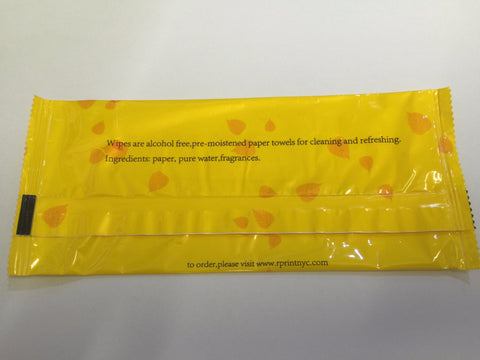 Wipes are alcohol free,pre-moistened paper towels for cleaning and refreshing.
Ingredients: paper, pure water,fragrances.
to order,please visit www.rprintnyc.com